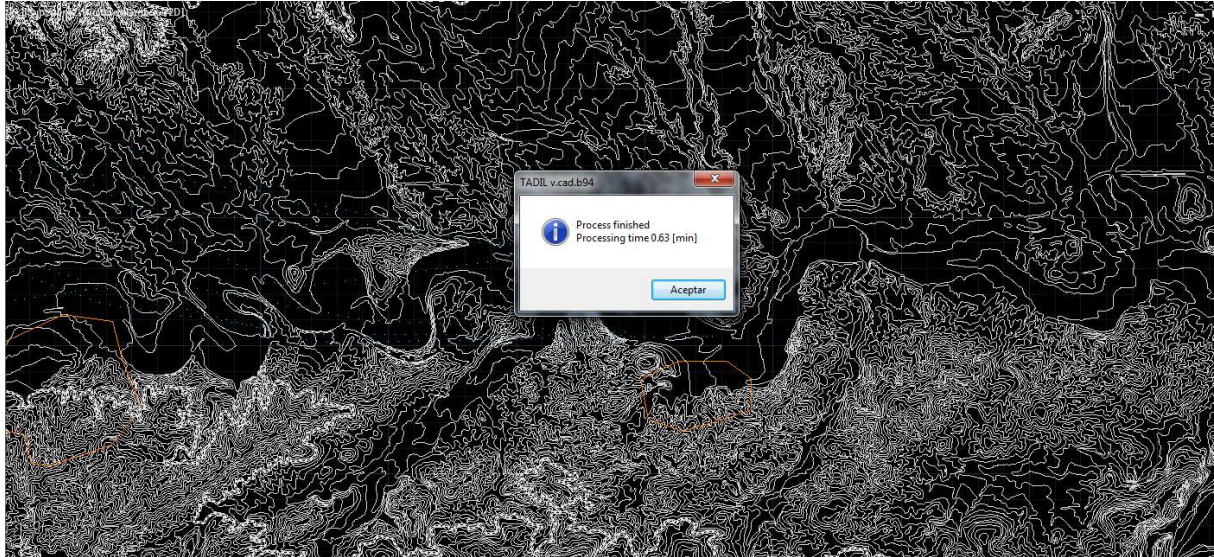 TADIL v.cad.b94
Process finished
Processing time 0.63 [min]
Aceptar